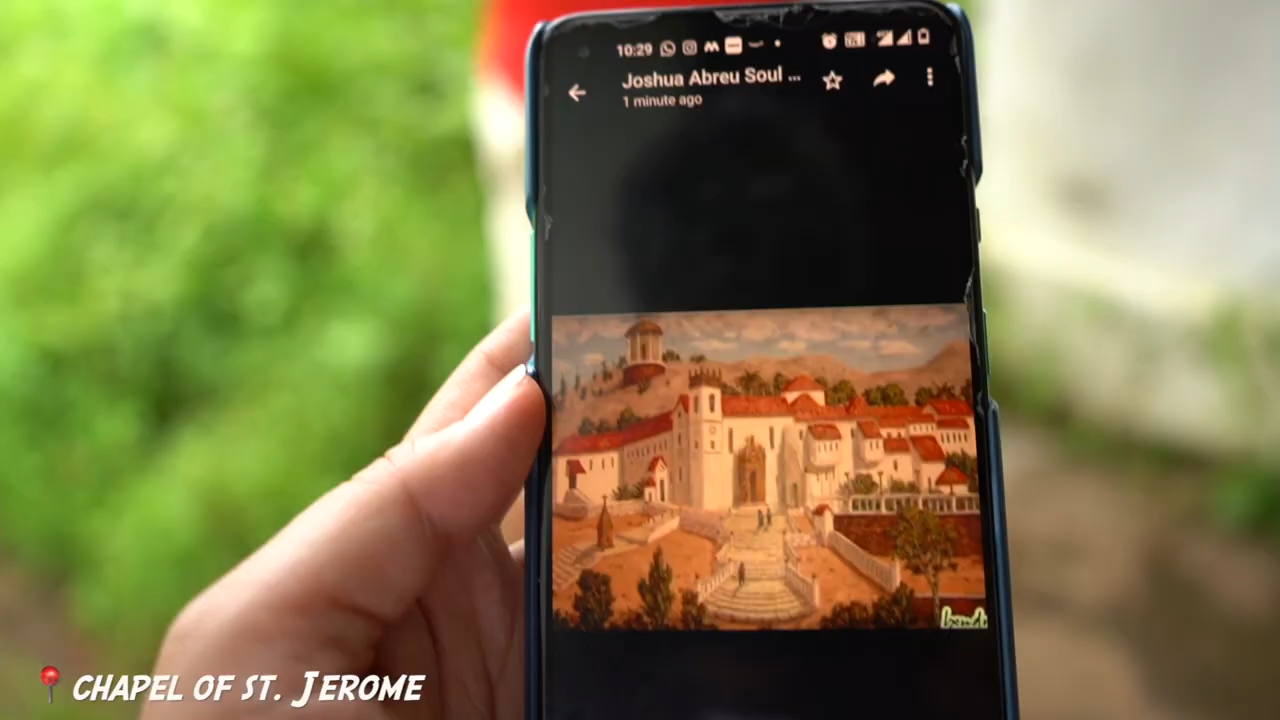 10:29
Joshua Abreu Soul ...
1 minute ago
📍 CHAPEL OF ST. JEROME